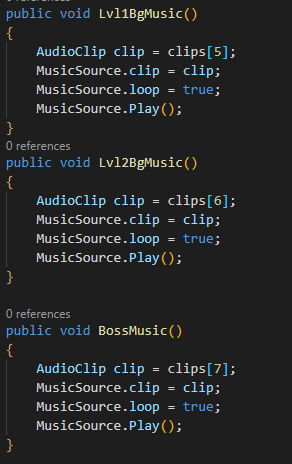 0 references
public void Lvl1BgMusic()
{
    AudioClip clip = clips[5];
    MusicSource.clip = clip;
    MusicSource.loop = true;
    MusicSource.Play();
}
0 references
public void Lvl2BgMusic()
{
    AudioClip clip = clips[6];
    MusicSource.clip = clip;
    MusicSource.loop = true;
    MusicSource.Play();
}
0 references
public void BossMusic()
{
    AudioClip clip = clips[7];
    MusicSource.clip = clip;
    MusicSource.loop = true;
    MusicSource.Play();
}